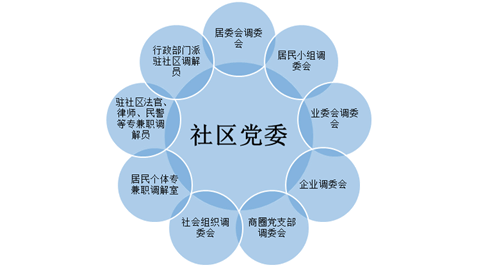 居委会调委
会
居民小组调
委会
业委会调委
会
企业调委会
商圈党支部
调委会
社会组织调
委会
居民个体专
兼职调解室
驻社区法官、
律师、民警
等专兼职调
解员
行政部门派
驻社区调解
员
社区党委